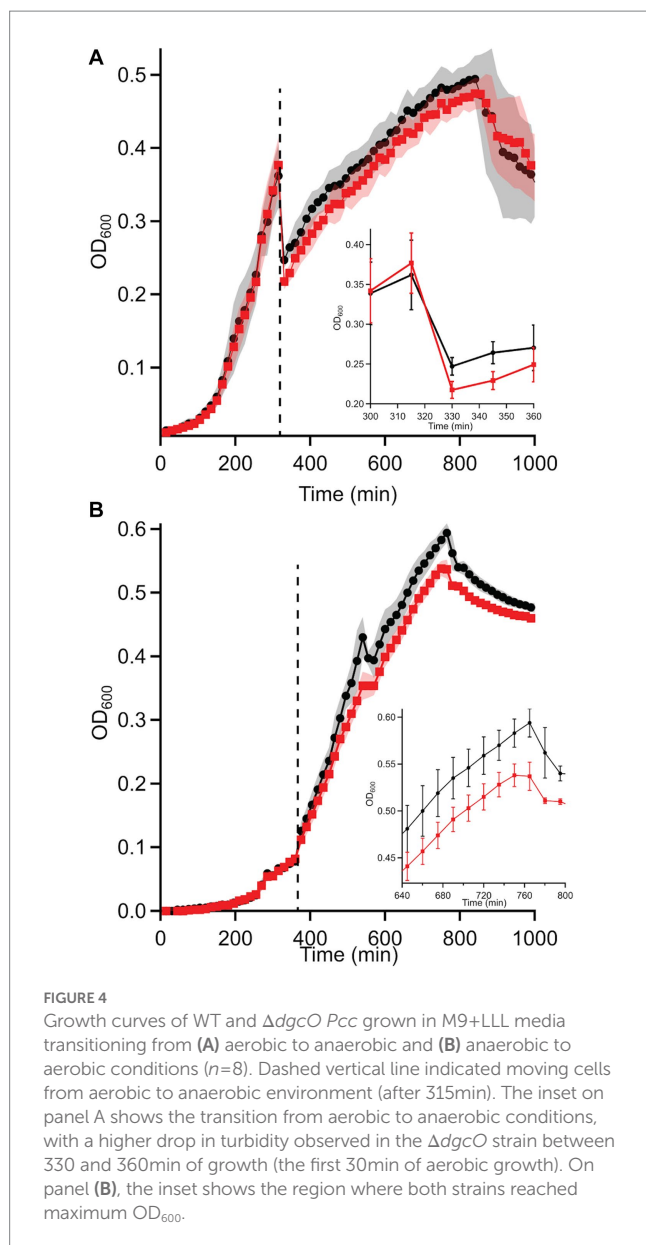 A
0.5
0.4
0.3
0.2
0.1
OD600
0.40
0.35
0.30
0.25
0.20
OD600
300 310 320 330 340 350 360
Time (min)
0 200 400 600 800 1000
Time (min)
B
0.6
0.5
0.4
0.3
0.2
0.1
0.0
OD600
0.60
0.55
0.50
0.45
OD600
640 680 720 760 800
Time (min)
0 200 400 600 800 1000
Time (min)
FIGURE 4
Growth curves of WT and ΔdgcO Pcc grown in M9+LLL media
transitioning from (A) aerobic to anaerobic and (B) anaerobic to
aerobic conditions (n=8). Dashed vertical line indicated moving cells
from aerobic to anaerobic environment (after 315min). The inset on
panel A shows the transition from aerobic to anaerobic conditions,
with a higher drop in turbidity observed in the ΔdgcO strain between
330 and 360min of growth (the first 30min of aerobic growth). On
panel (B), the inset shows the region where both strains reached
maximum OD600.